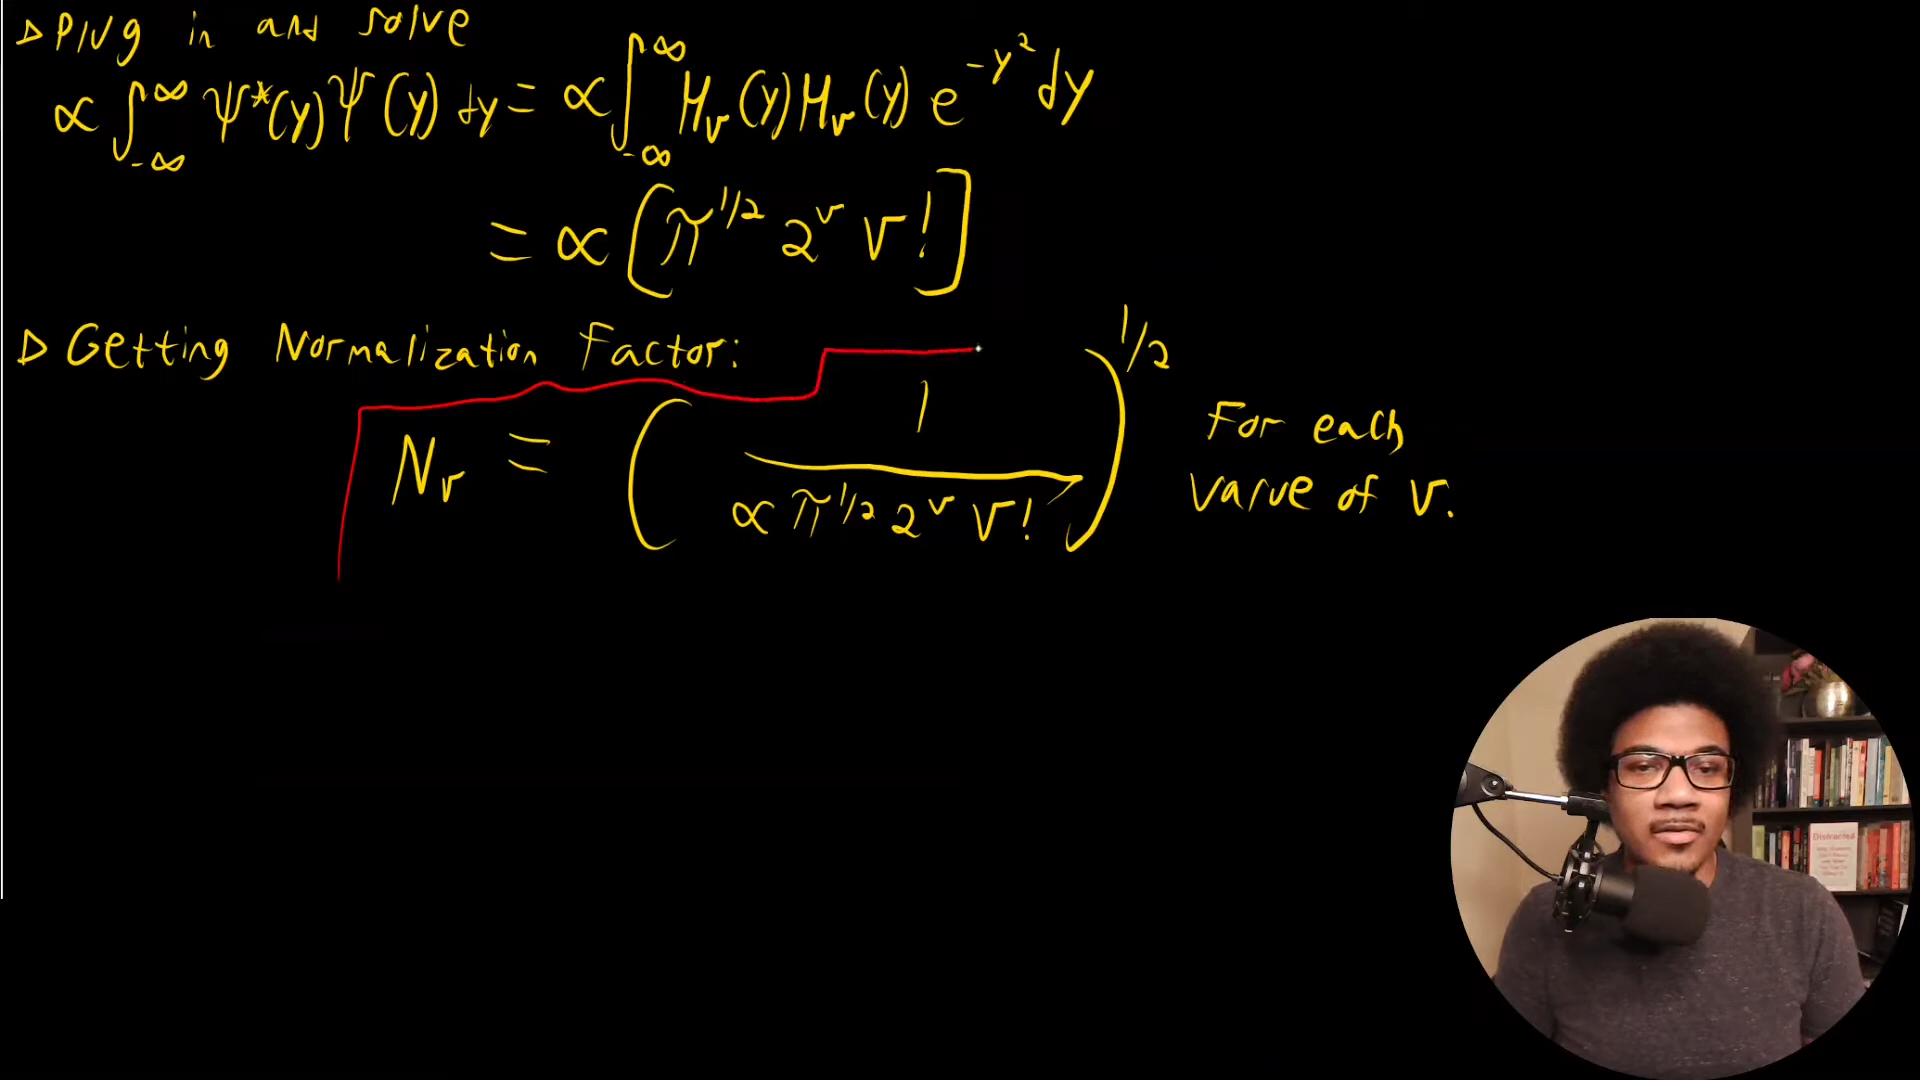 ▷ Plug in and solve
∝ ∫_{-∞}^{∞} Ψ*(y) Ψ(y) dy = ∝ ∫_{-∞}^{∞} H_v(y) H_v(y) e^{-y²} dy
= ∝ [π^{1/2} 2^v v!]
▷ Getting Normalization Factor:
N_v = ( 1 / ∝ π^{1/2} 2^v v! )^{1/2}
For each
value of v.
Distracted